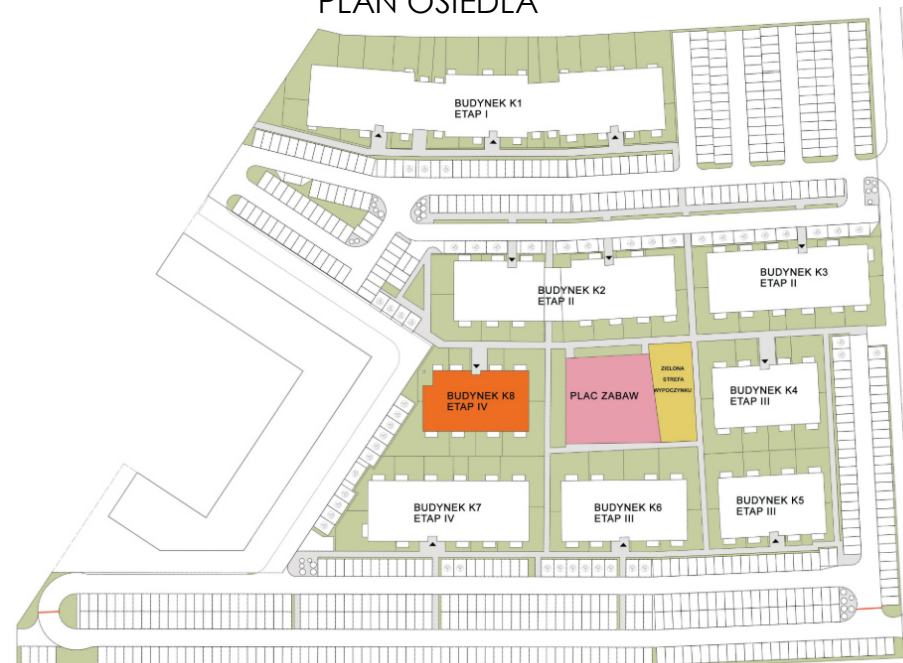 PLAN OSIEDLA
BUDYNEK K1
ETAP I
BUDYNEK K2
ETAP II
BUDYNEK K3
ETAP II
BUDYNEK K8
ETAP IV
PLAC ZABAW
ZIELONA
STREFA
WYPOCZYNKU
BUDYNEK K4
ETAP III
BUDYNEK K7
ETAP IV
BUDYNEK K6
ETAP III
BUDYNEK K5
ETAP III